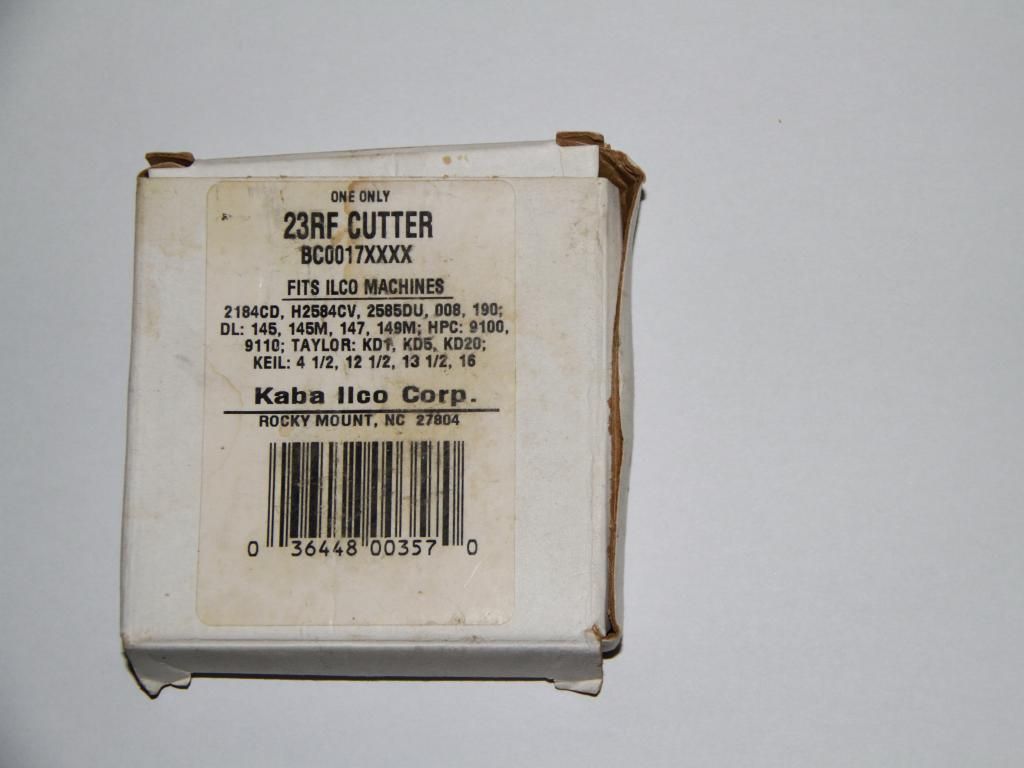 ONE ONLY
23RF CUTTER
BC0017XXXX
FITS ILCO MACHINES
2184CD, H2584CV, 2585DU, 008, 190;
DL: 145, 145M, 147, 149M; HPC: 9100,
9110; TAYLOR: KD1, KD5, KD20;
KEIL: 4 1/2, 12 1/2, 13 1/2, 16
Kaba Ilco Corp.
ROCKY MOUNT, NC 27804
0 36448 00357 0